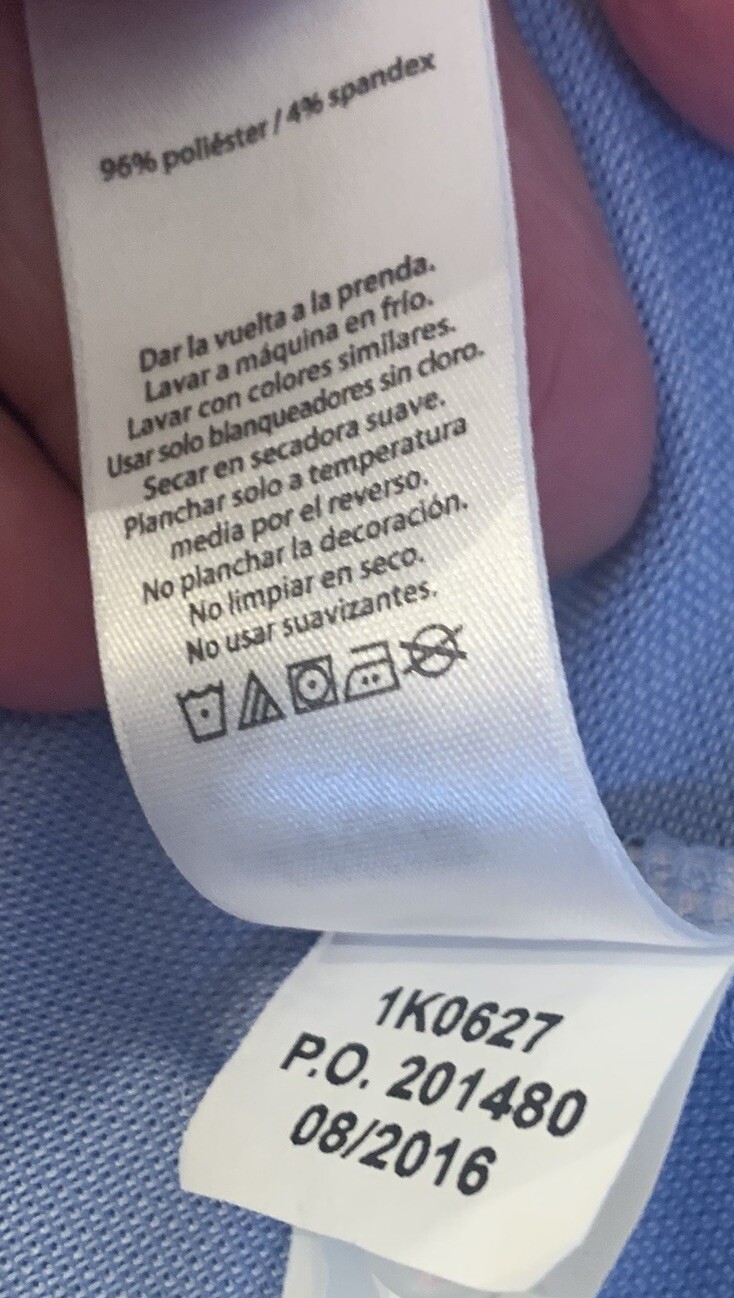 96% poliéster / 4% spandex
Dar la vuelta a la prenda.
Lavar a máquina en frío.
Lavar con colores similares.
Usar solo blanqueadores sin cloro.
Secar en secadora suave.
Planchar solo a temperatura
media por el reverso.
No planchar la decoración.
No limpiar en seco.
No usar suavizantes.
1K0627
P.O. 201480
08/2016